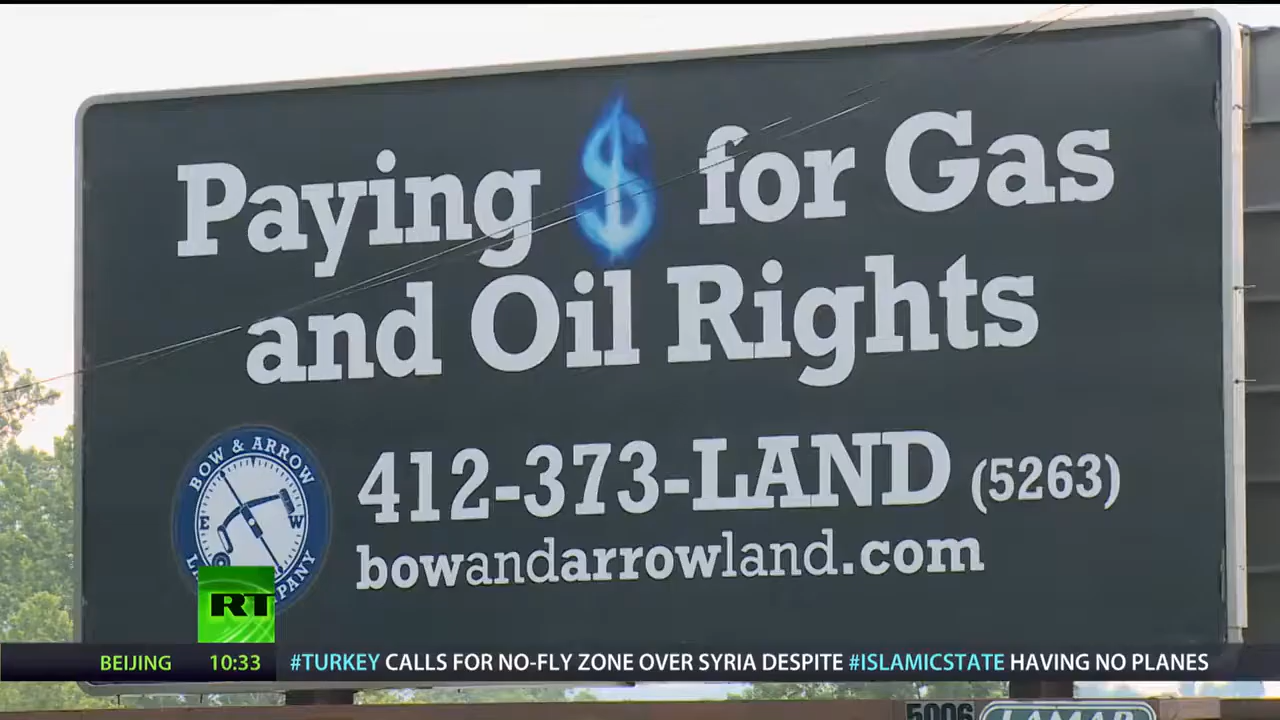 Paying $ for Gas
and Oil Rights
BOW & ARROW
E W
412-373-LAND (5263)
bowandarrowland.com
RT
BEIJING 10:33 #TURKEY CALLS FOR NO-FLY ZONE OVER SYRIA DESPITE #ISLAMICSTATE HAVING NO PLANES
5006 LAMAR